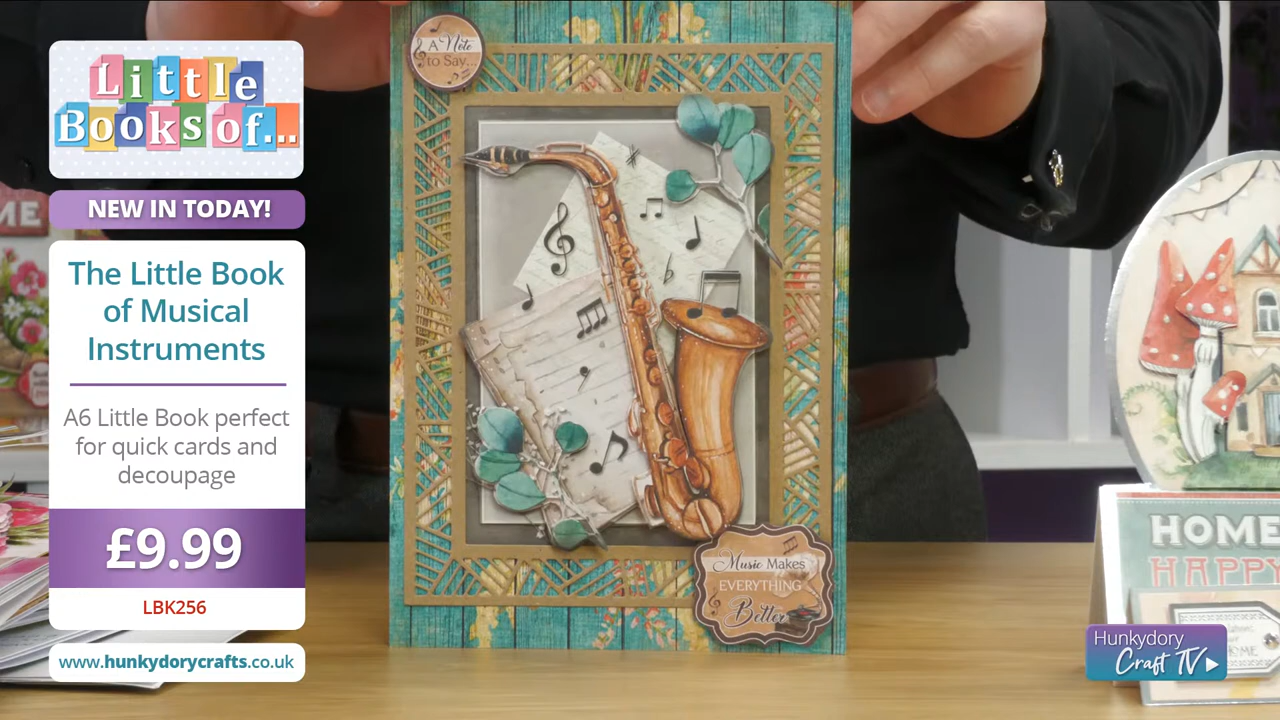 Little
Books of...
NEW IN TODAY!
The Little Book
of Musical
Instruments
A6 Little Book perfect
for quick cards and
decoupage
£9.99
LBK256
www.hunkydorycrafts.co.uk
A Note
to Say...
Music Makes
EVERYTHING
Better
ME
HOME
HAPPY
HOME
Hunkydory
Craft TV